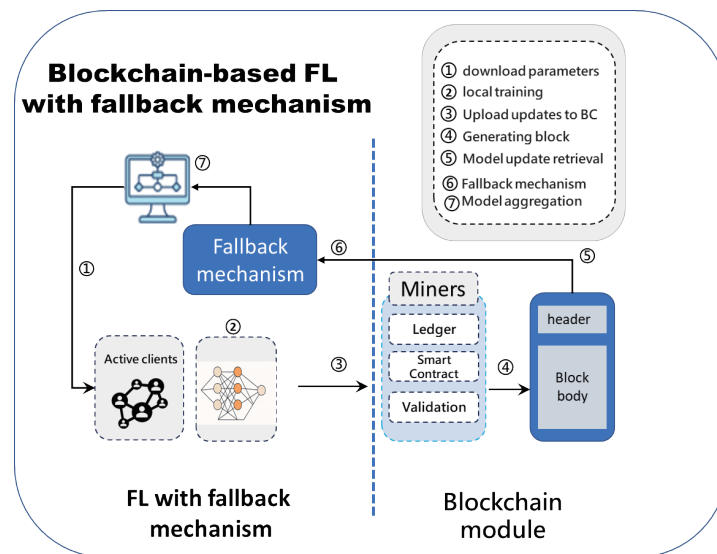 Blockchain-based FL
with fallback mechanism
① download parameters
② local training
③ Upload updates to BC
④ Generating block
⑤ Model update retrieval
⑥ Fallback mechanism
⑦ Model aggregation
⑦
Fallback
mechanism
⑥
⑤
①
Miners
Ledger
Smart
Contract
Validation
④
header
Block
body
②
Active clients
③
FL with fallback
mechanism
Blockchain
module